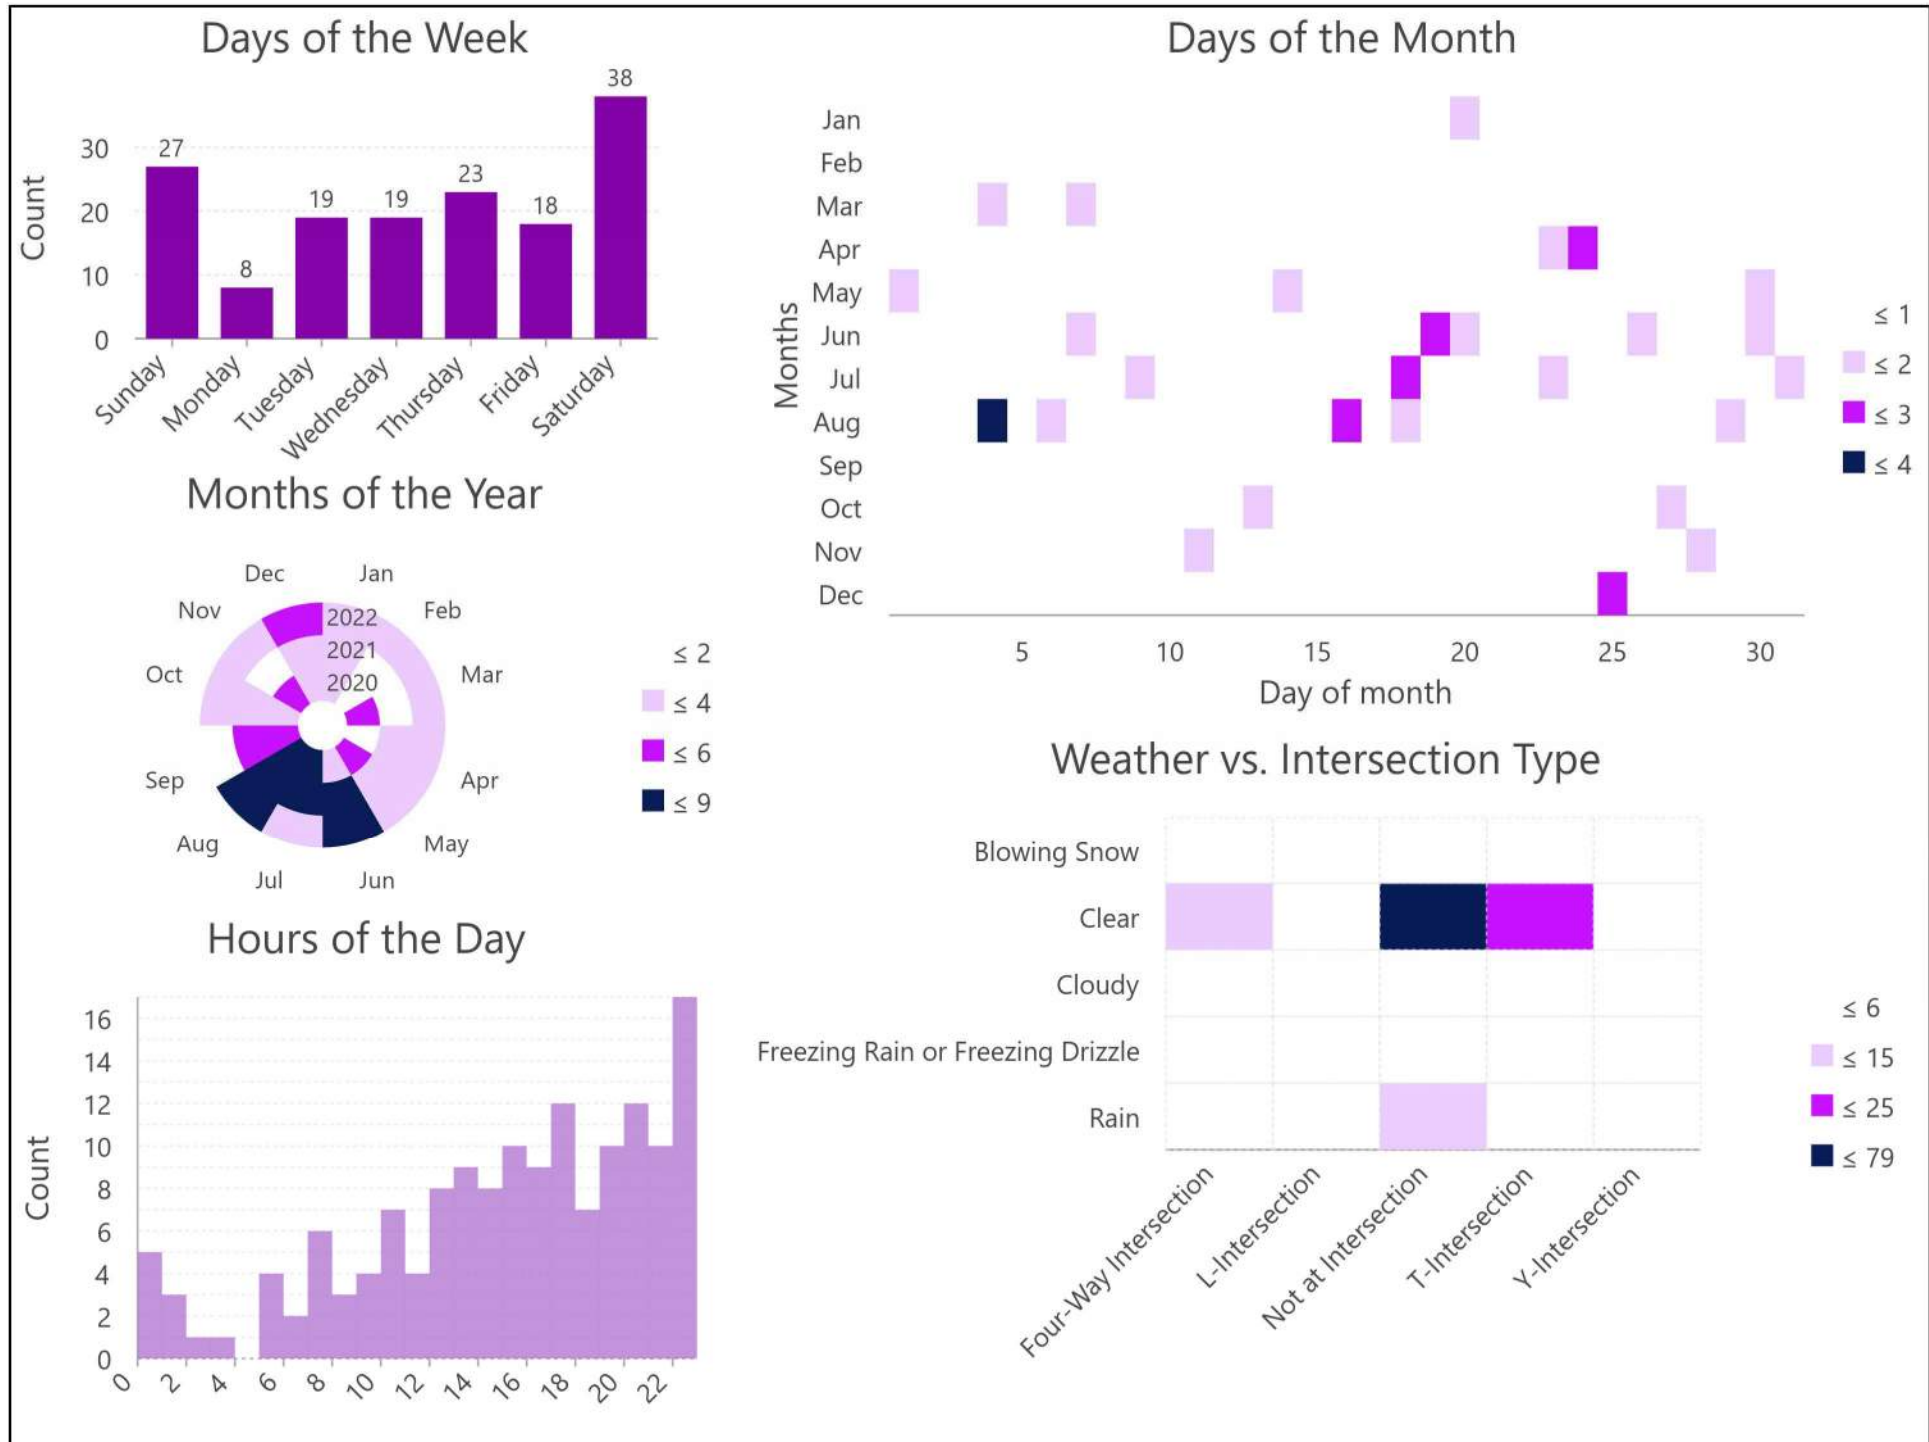 Days of the Week
Count
30
20
10
0
27
8
19
19
23
18
38
Sunday
Monday
Tuesday
Wednesday
Thursday
Friday
Saturday
Days of the Month
Months
Jan
Feb
Mar
Apr
May
Jun
Jul
Aug
Sep
Oct
Nov
Dec
5
10
15
20
25
30
Day of month
≤ 1
≤ 2
≤ 3
≤ 4
Months of the Year
Jan
Feb
Mar
Apr
May
Jun
Jul
Aug
Sep
Oct
Nov
Dec
2022
2021
2020
≤ 2
≤ 4
≤ 6
≤ 9
Weather vs. Intersection Type
Blowing Snow
Clear
Cloudy
Freezing Rain or Freezing Drizzle
Rain
Four-Way Intersection
L-Intersection
Not at Intersection
T-Intersection
Y-Intersection
≤ 6
≤ 15
≤ 25
≤ 79
Hours of the Day
Count
16
14
12
10
8
6
4
2
0
0
2
4
6
8
10
12
14
16
18
20
22